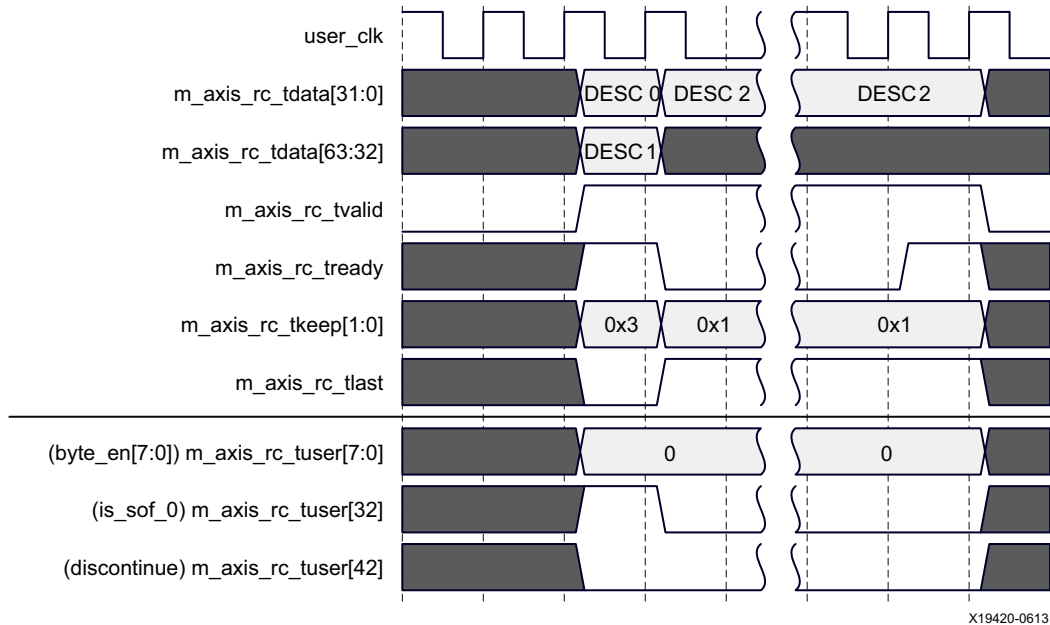 user_clk
m_axis_rc_tdata[31:0] DESC 0 DESC 2 DESC 2
m_axis_rc_tdata[63:32] DESC 1
m_axis_rc_tvalid
m_axis_rc_tready
m_axis_rc_tkeep[1:0] 0x3 0x1 0x1
m_axis_rc_tlast
(byte_en[7:0]) m_axis_rc_tuser[7:0] 0 0
(is_sof_0) m_axis_rc_tuser[32]
(discontinue) m_axis_rc_tuser[42]
X19420-0613